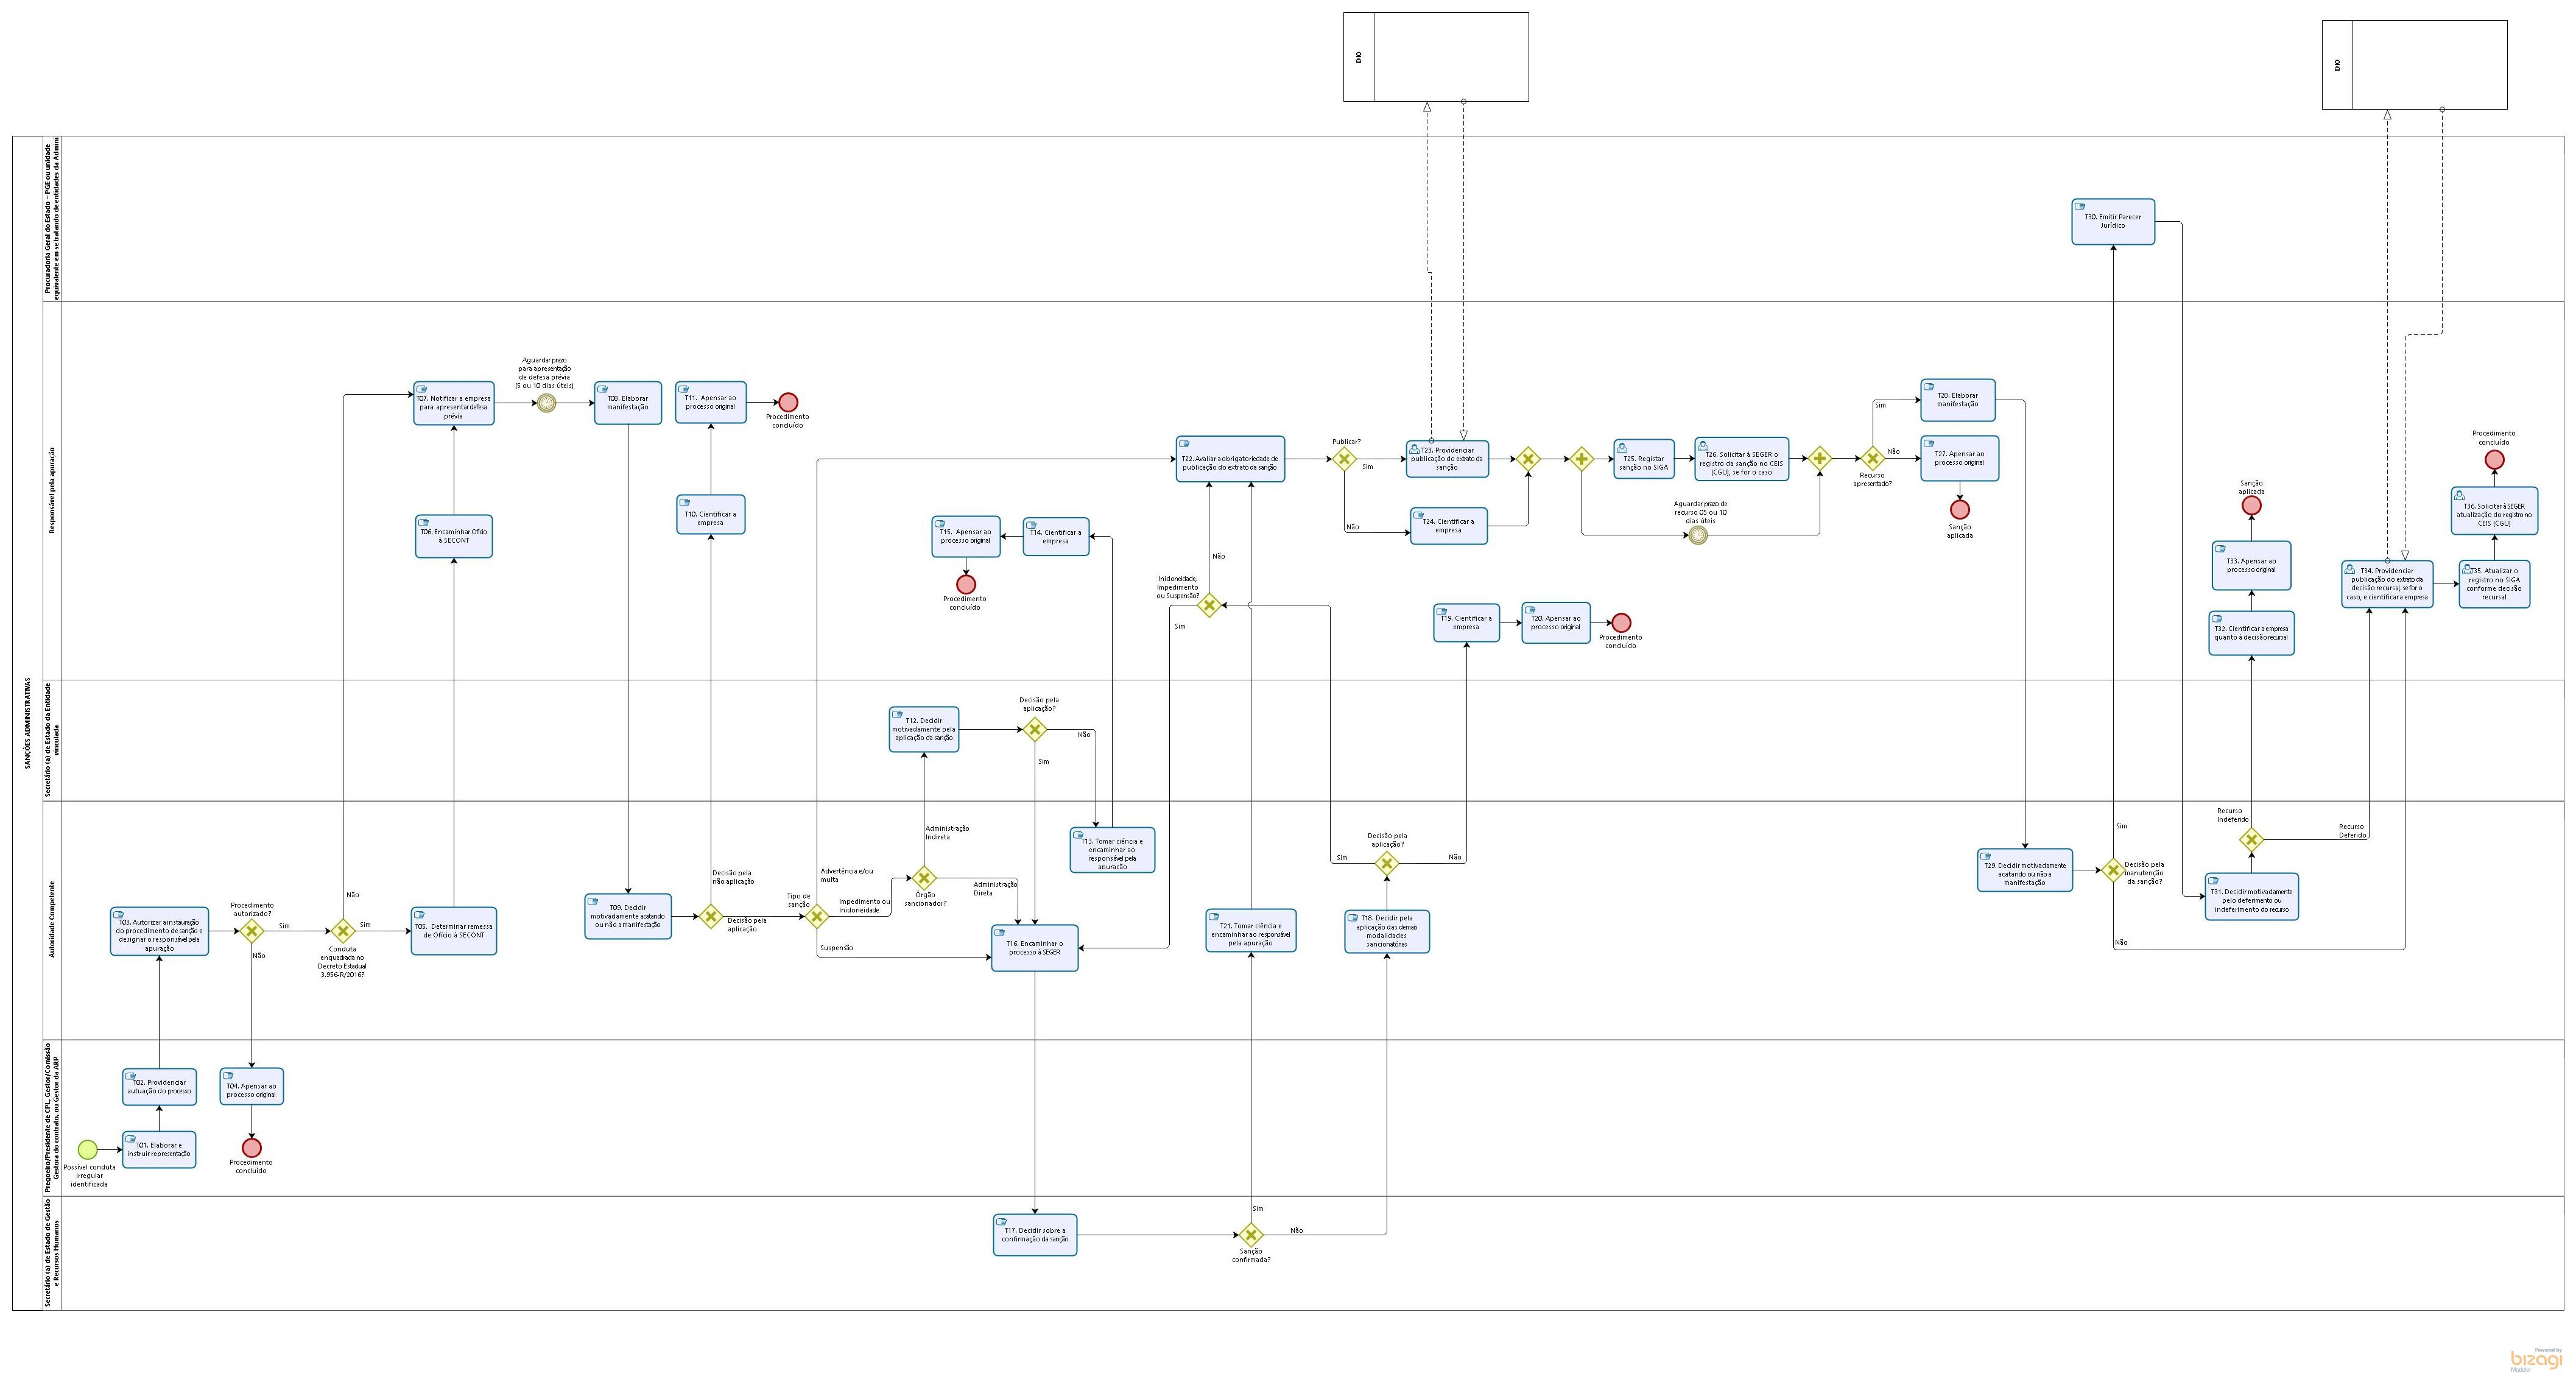 DIO
DIO
SANÇÕES ADMINISTRATIVAS
Procuradoria Geral do Estado – PGE ou unidade
equivalente em se tratando de entidades da Admini
T30. Emitir Parecer
Jurídico
Responsável pela apuração
Aguardar prazo
para apresentação
de defesa prévia
(5 ou 10 dias úteis)
T07. Notificar a empresa
para apresentar defesa
prévia
T08. Elaborar
manifestação
T11. Apensar ao
processo original
Procedimento
concluído
T06. Encaminhar Ofício
à SECONT
T10. Cientificar a
empresa
T15. Apensar ao
processo original
T14. Cientificar a
empresa
Procedimento
concluído
T22. Avaliar a obrigatoriedade de
publicação do extrato da sanção
Publicar?
Sim
Não
T23. Providenciar
publicação do extrato da
sanção
T24. Cientificar a
empresa
T25. Registar
sanção no SIGA
T26. Solicitar à SEGER o
registro da sanção no CEIS
(CGU), se for o caso
Aguardar prazo de
recurso 05 ou 10
dias úteis
Recurso
apresentado?
Sim
Não
T28. Elaborar
manifestação
T27. Apensar ao
processo original
Sanção
aplicada
Inidoneidade,
Impedimento
ou Suspensão?
Não
Sim
T19. Cientificar a
empresa
T20. Apensar ao
processo original
Procedimento
concluído
Sanção
aplicada
T33. Apensar ao
processo original
T32. Cientificar a empresa
quanto à decisão recursal
T34. Providenciar
publicação do extrato da
decisão recursal, se for o
caso, e cientificar a empresa
T35. Atualizar o
registro no SIGA
conforme decisão
recursal
T36. Solicitar à SEGER
atualização do registro no
CEIS (CGU)
Procedimento
concluído
Secretário (a) de Estado da Entidade
vinculada
T12. Decidir
motivadamente pela
aplicação da sanção
Decisão pela
aplicação?
Não
Sim
Autoridade Competente
T03. Autorizar a instauração
do procedimento de sanção e
designar o responsável pela
apuração
Procedimento
autorizado?
Sim
Não
Não
Sim
Conduta
enquadrada no
Decreto Estadual
3.956-R/2016?
T05. Determinar remessa
de Ofício à SECONT
T09. Decidir
motivadamente acatando
ou não a manifestação
Decisão pela
não aplicação
Decisão pela
aplicação
Tipo de
sanção
Advertência e/ou
multa
Impedimento ou
Inidoneidade
Suspensão
Administração
Indireta
Órgão
sancionador?
Administração
Direta
T13. Tomar ciência e
encaminhar ao
responsável pela
apuração
T16. Encaminhar o
processo à SEGER
T21. Tomar ciência e
encaminhar ao responsável
pela apuração
T18. Decidir pela
aplicação das demais
modalidades
sancionatórias
Decisão pela
aplicação?
Sim
Não
T29. Decidir motivadamente
acatando ou não a
manifestação
Sim
Decisão pela
manutenção
da sanção?
Não
T31. Decidir motivadamente
pelo deferimento ou
indeferimento do recurso
Recurso
Indeferido
Recurso
Deferido
Pregoeiro/Presidente de CPL, Gestor/Comissão
Gestora do contrato, ou Gestor da ARP
T02. Providenciar
autuação do processo
T04. Apensar ao
processo original
T01. Elaborar e
instruir representação
Possível conduta
irregular
identificada
Procedimento
concluído
Secretário (a) de Estado de Gestão
e Recursos Humanos
T17. Decidir sobre a
confirmação da sanção
Sim
Não
Sanção
confirmada?
Powered by
bizagi
Modeler